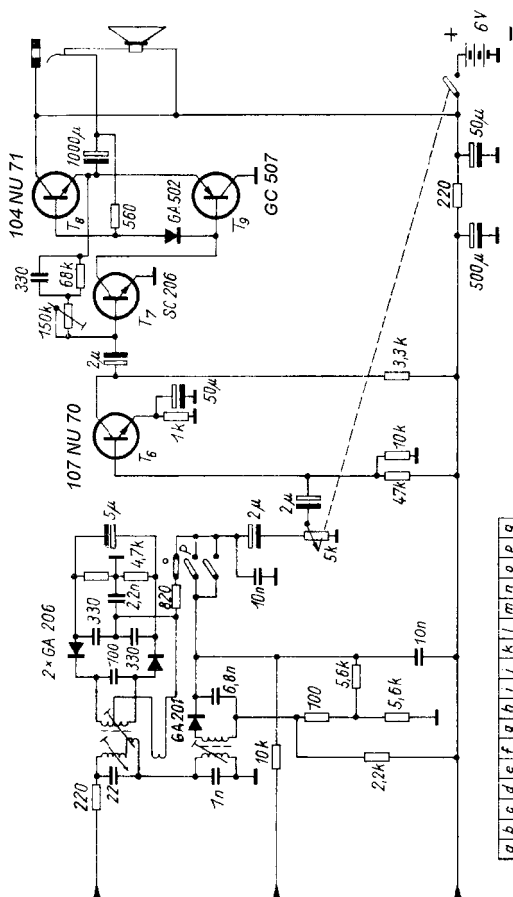 104 NU 71
T8
1000µ
560
GA 502
T9
GC 507
330
68k
150k
T7
SC 206
2µ
107 NU 70
T6
50µ
1k
3,3k
10k
47k
2µ
2µ
5k
10n
+
6V
−
50µ
220
500µ
2×GA 206
5µ
4,7k
330
2,2n
100
330
820
P
GA 201
6,8n
220
22
1n
10k
100
5,6k
5,6k
10n
2,2k
a b c d e f g h i j k l m n o p q